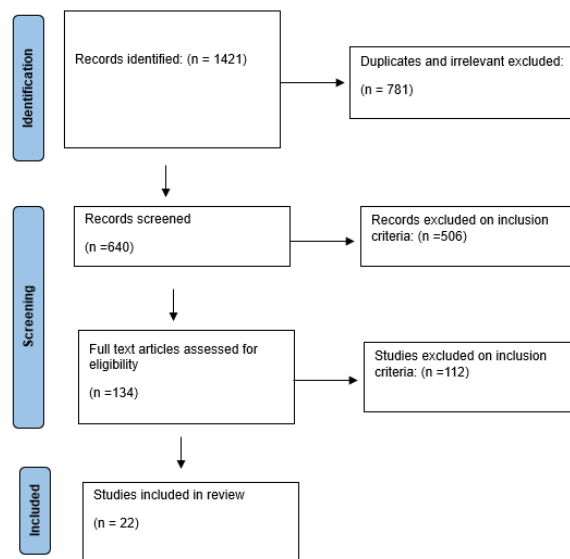 Identification
Records identified: (n = 1421)
Duplicates and irrelevant excluded:
(n = 781)
Screening
Records screened
(n =640)
Records excluded on inclusion
criteria: (n =506)
Full text articles assessed for
eligibility
(n =134)
Studies excluded on inclusion
criteria: (n =112)
Included
Studies included in review
(n = 22)